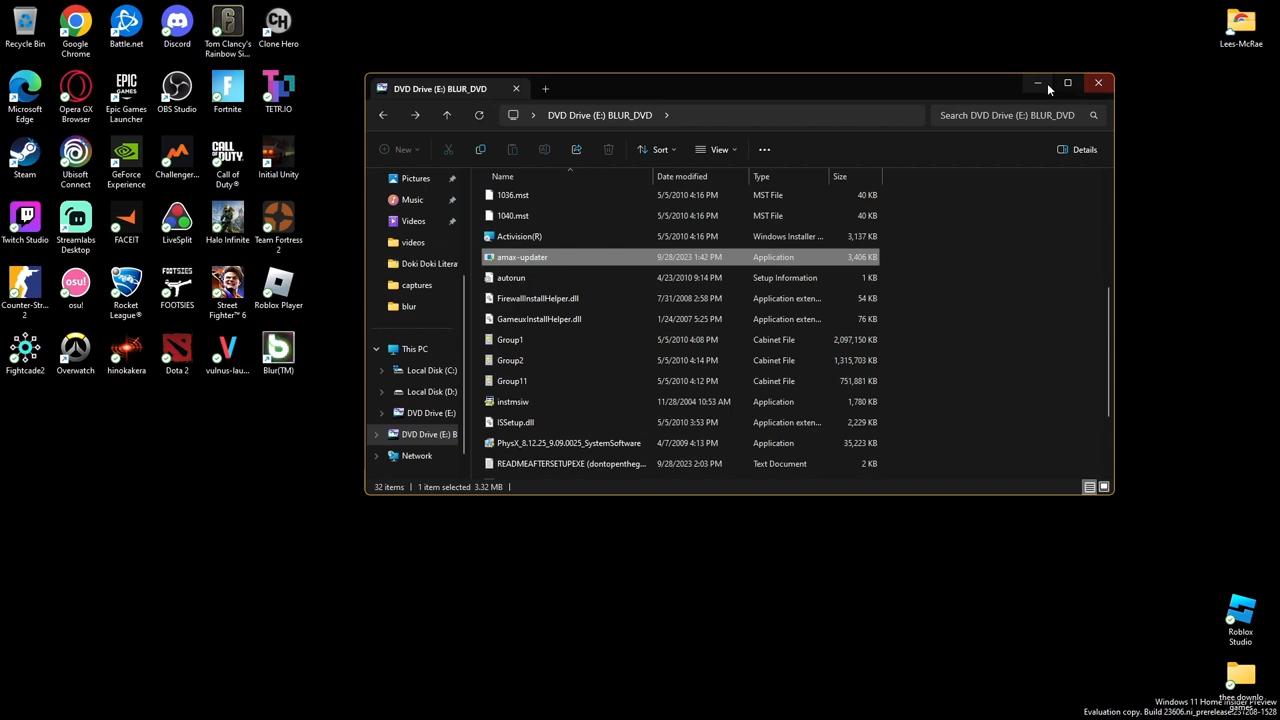 Recycle Bin
Google Chrome
Battle.net
Discord
Tom Clancy's Rainbow Si...
Clone Hero
Microsoft Edge
Opera GX Browser
Epic Games Launcher
OBS Studio
Fortnite
TETR.IO
Steam
Ubisoft Connect
GeForce Experience
Challenger...
Call of Duty®
Initial Unity
Twitch Studio
Streamlabs Desktop
FACEIT
LiveSplit
Halo Infinite
Team Fortress 2
Counter-Str... 2
osu!
Rocket League®
FOOTSIES
Street Fighter™ 6
Roblox Player
Fightcade2
Overwatch
hinokakera
Dota 2
vulnus-lau...
Blur(TM)
Lees-McRae
DVD Drive (E:) BLUR_DVD
DVD Drive (E:) BLUR_DVD
Search DVD Drive (E:) BLUR_DVD
New
Sort
View
Details
Pictures
Music
Videos
videos
Doki Doki Litera
captures
blur
This PC
Local Disk (C:)
Local Disk (D:)
DVD Drive (E:)
DVD Drive (E:) B
Network
Name Date modified Type Size
1036.mst 5/5/2010 4:16 PM MST File 40 KB
1040.mst 5/5/2010 4:16 PM MST File 40 KB
Activision(R) 5/5/2010 4:16 PM Windows Installer ... 3,137 KB
amax-updater 9/28/2023 1:42 PM Application 3,406 KB
autorun 4/23/2010 9:14 PM Setup Information 1 KB
FirewallInstallHelper.dll 7/31/2008 2:58 PM Application exten... 54 KB
GameuxInstallHelper.dll 1/24/2007 5:25 PM Application exten... 76 KB
Group1 5/5/2010 4:08 PM Cabinet File 2,097,150 KB
Group2 5/5/2010 4:14 PM Cabinet File 1,315,703 KB
Group11 5/5/2010 4:12 PM Cabinet File 751,881 KB
instmsiw 11/28/2004 10:53 AM Application 1,780 KB
ISSetup.dll 5/5/2010 3:53 PM Application exten... 2,229 KB
PhysX_8.12.25_9.09.0025_SystemSoftware 4/7/2009 4:13 PM Application 35,223 KB
READMEAFTERSETUPEXE (dontopentheg... 9/28/2023 2:03 PM Text Document 2 KB
32 items 1 item selected 3.32 MB
Roblox Studio
thee downlo
games
Windows 11 Home Insider Preview
Evaluation copy. Build 23606.ni_prerelease.231208-1528